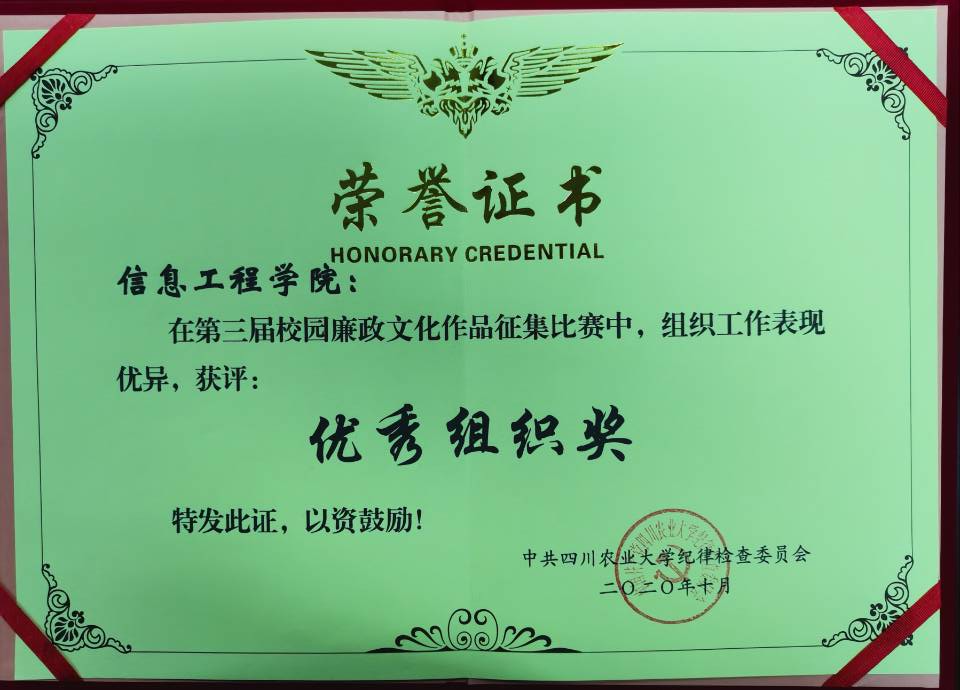 荣誉证书
HONORARY CREDENTIAL
信息工程学院：
在第三届校园廉政文化作品征集比赛中，组织工作表现
优异，获评：
优秀组织奖
特发此证，以资鼓励！
中共四川农业大学纪律检查委员会
二〇二〇年十月